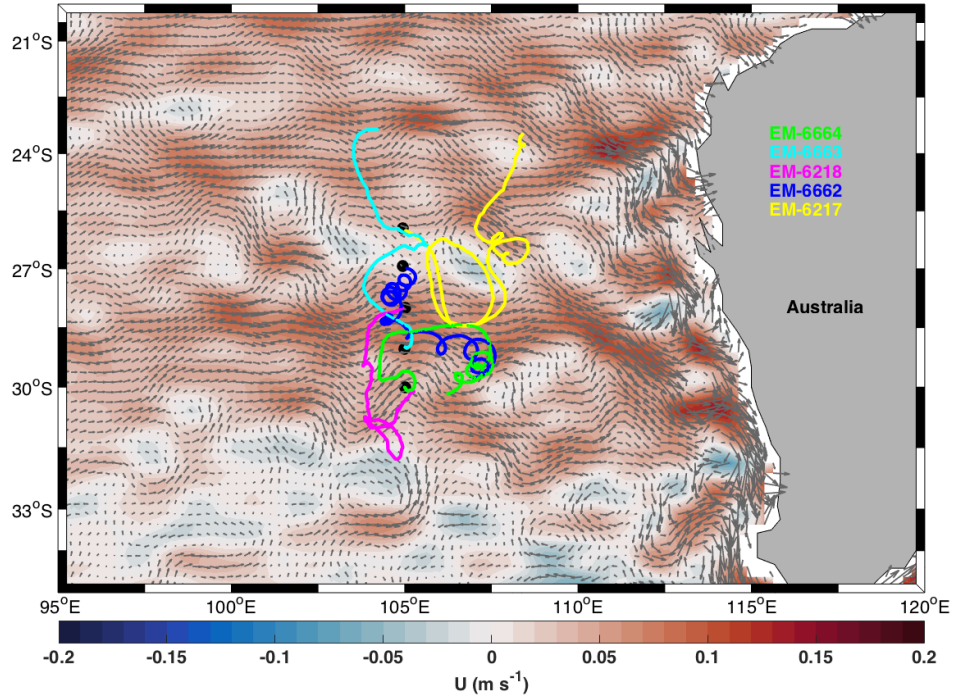 21°S
24°S
27°S
30°S
33°S
EM-6664
EM-6663
EM-6218
EM-6662
EM-6217
Australia
95°E 100°E 105°E 110°E 115°E 120°E
-0.2 -0.15 -0.1 -0.05 0 0.05 0.1 0.15 0.2
U (m s⁻¹)